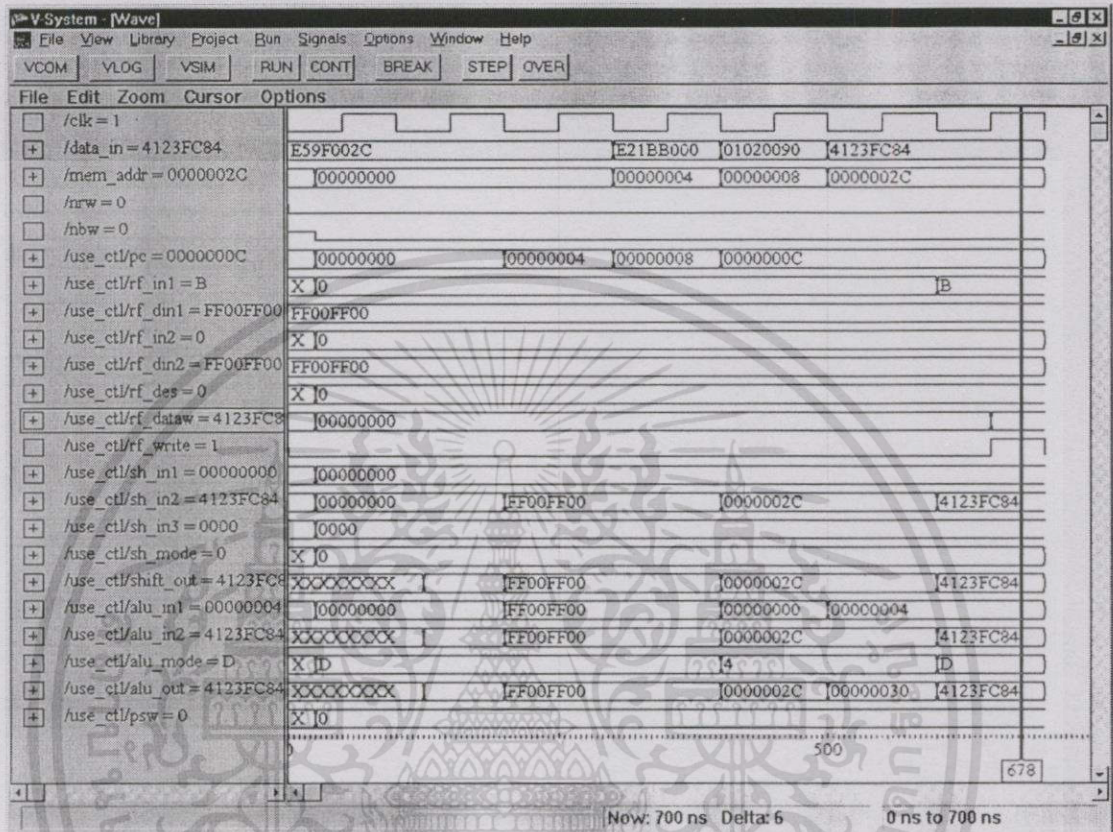 V-System - [Wave]
File View Library Project Run Signals Options Window Help
VCOM VLOG VSIM RUN CONT BREAK STEP OVER
File Edit Zoom Cursor Options
/clk = 1
/data_in = 4123FC84 E59F002C E21BB000 01020090 4123FC84
/mem_addr = 0000002C 00000000 00000004 00000008 0000002C
/nrw = 0
/nbw = 0
/use_ctl/pc = 0000000C 00000000 00000004 00000008 0000000C
/use_ctl/rf_in1 = B X 0 B
/use_ctl/rf_din1 = FF00FF00 FF00FF00
/use_ctl/rf_in2 = 0 X 0
/use_ctl/rf_din2 = FF00FF00 FF00FF00
/use_ctl/rf_des = 0 X 0
/use_ctl/rf_dataw = 4123FC8 00000000
/use_ctl/rf_write = 1
/use_ctl/sh_in1 = 00000000 00000000
/use_ctl/sh_in2 = 4123FC84 00000000 FF00FF00 0000002C 4123FC84
/use_ctl/sh_in3 = 0000 0000
/use_ctl/sh_mode = 0 X 0
/use_ctl/shift_out = 4123FC8 XXXXXXXX FF00FF00 0000002C 4123FC84
/use_ctl/alu_in1 = 00000004 00000000 FF00FF00 00000000 00000004
/use_ctl/alu_in2 = 4123FC84 XXXXXXXX FF00FF00 0000002C 4123FC84
/use_ctl/alu_mode = D X D 4 D
/use_ctl/alu_out = 4123FC84 XXXXXXXX FF00FF00 0000002C 00000030 4123FC84
/use_ctl/psw = 0 X 0
500
678
Now: 700 ns Delta: 6 0 ns to 700 ns